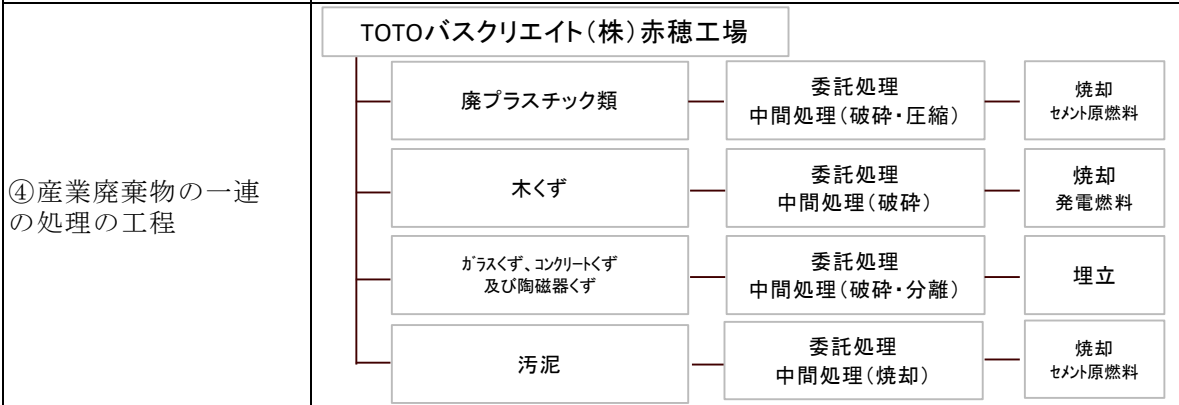 ④産業廃棄物の一連
の処理の工程
TOTOバスクリエイト(株)赤穂工場
廃プラスチック類
委託処理
中間処理(破砕・圧縮)
焼却
ｾﾒﾝﾄ原燃料
木くず
委託処理
中間処理(破砕)
焼却
発電燃料
ｶﾞﾗスくず、ｺﾝｸﾘｰﾄくず
及び陶磁器くず
委託処理
中間処理(破砕・分離)
埋立
汚泥
委託処理
中間処理(焼却)
焼却
ｾﾒﾝﾄ原燃料